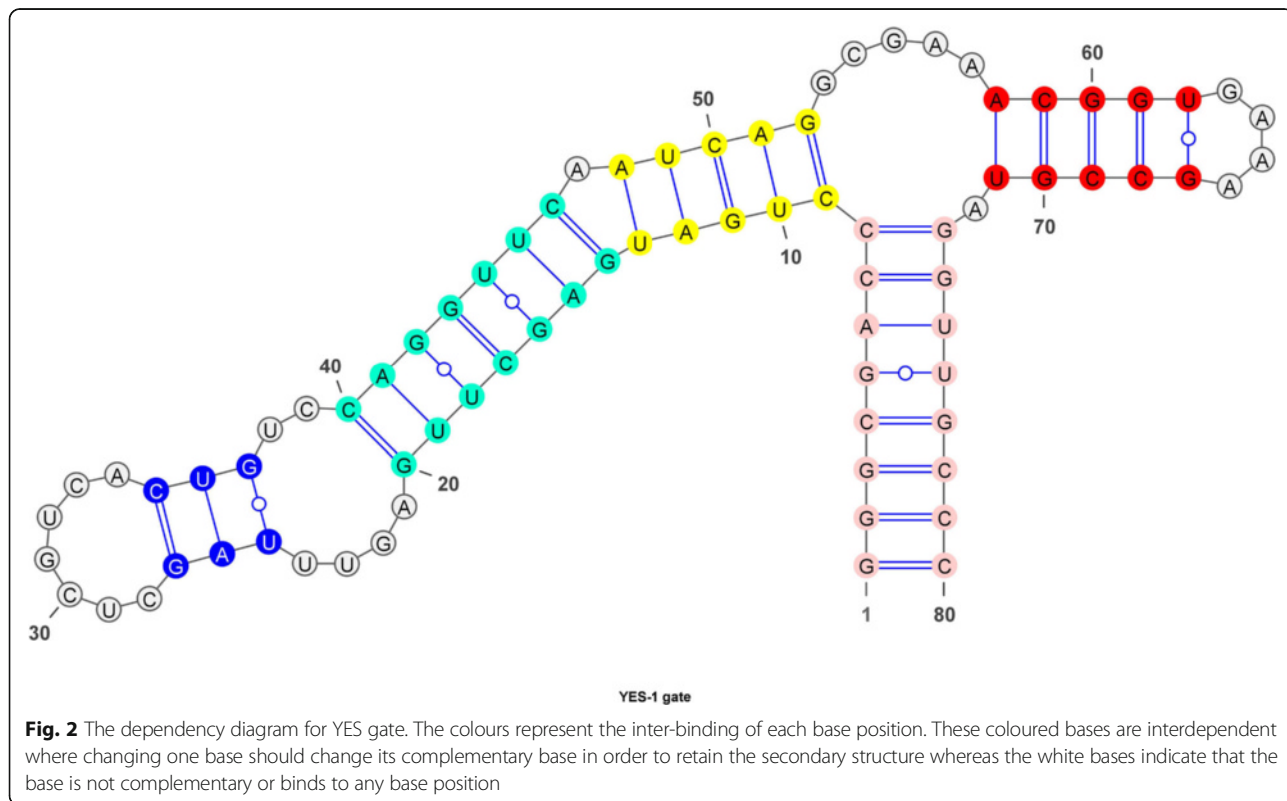 C G A A 60
G A C G G U G A
50
A A U C A G A
C U G A U C U G C C G A
U U G 10 A 70
G A U G C G
G A C G
40 G G A U
C A C G U
U C U C G
G U G 20
A C U C G G
C A
U G G G C
G G
C U C G A U U U G C
30 1 80
YES-1 gate
Fig. 2 The dependency diagram for YES gate. The colours represent the inter-binding of each base position. These coloured bases are interdependent
where changing one base should change its complementary base in order to retain the secondary structure whereas the white bases indicate that the
base is not complementary or binds to any base position